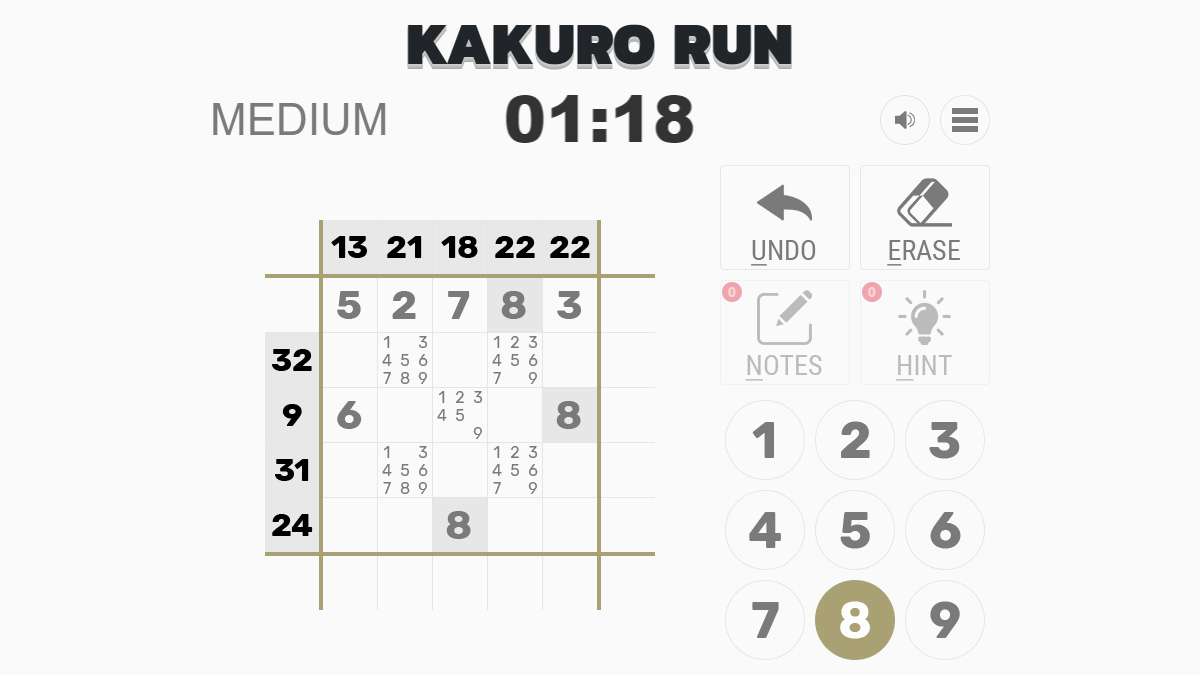 KAKURO RUN
MEDIUM 01:18
UNDO ERASE
0 NOTES 0 HINT
13 21 18 22 22
5 2 7 8 3
32
1 3 1 2 3
4 5 6 4 5 6
7 8 9 7 9
9 6 8
1 2 3
4 5
9
31
1 3 1 2 3
4 5 6 4 5 6
7 8 9 7 9
24 8
1 2 3
4 5 6
7 8 9